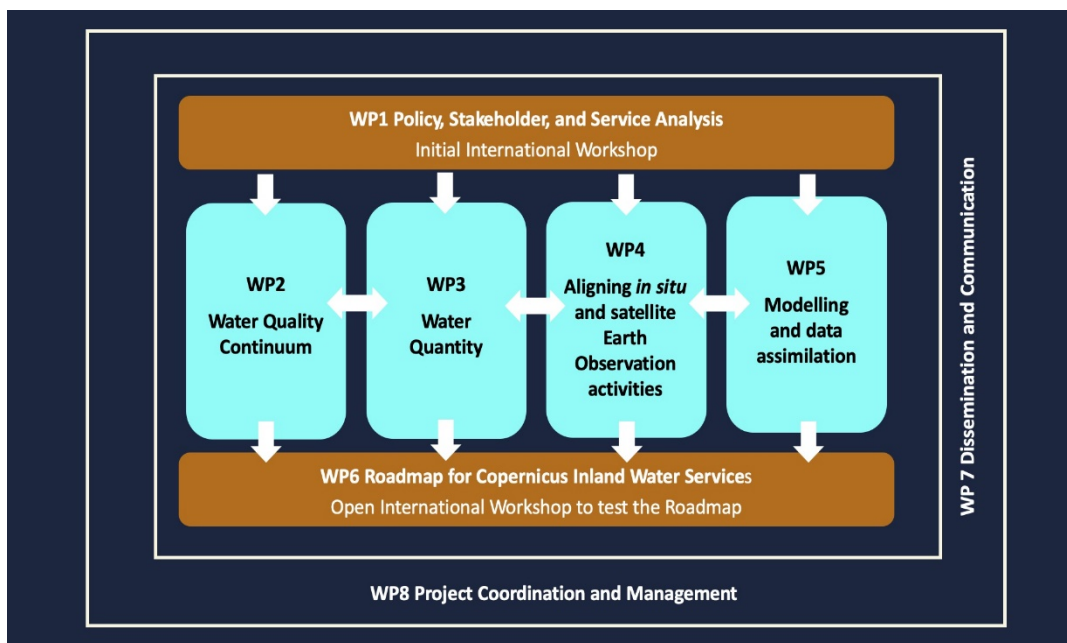 WP1 Policy, Stakeholder, and Service Analysis
Initial International Workshop
WP2
Water Quality
Continuum
WP3
Water
Quantity
WP4
Aligning in situ
and satellite
Earth
Observation
activities
WP5
Modelling
and data
assimilation
WP6 Roadmap for Copernicus Inland Water Services
Open International Workshop to test the Roadmap
WP8 Project Coordination and Management
WP 7 Dissemination and Communication